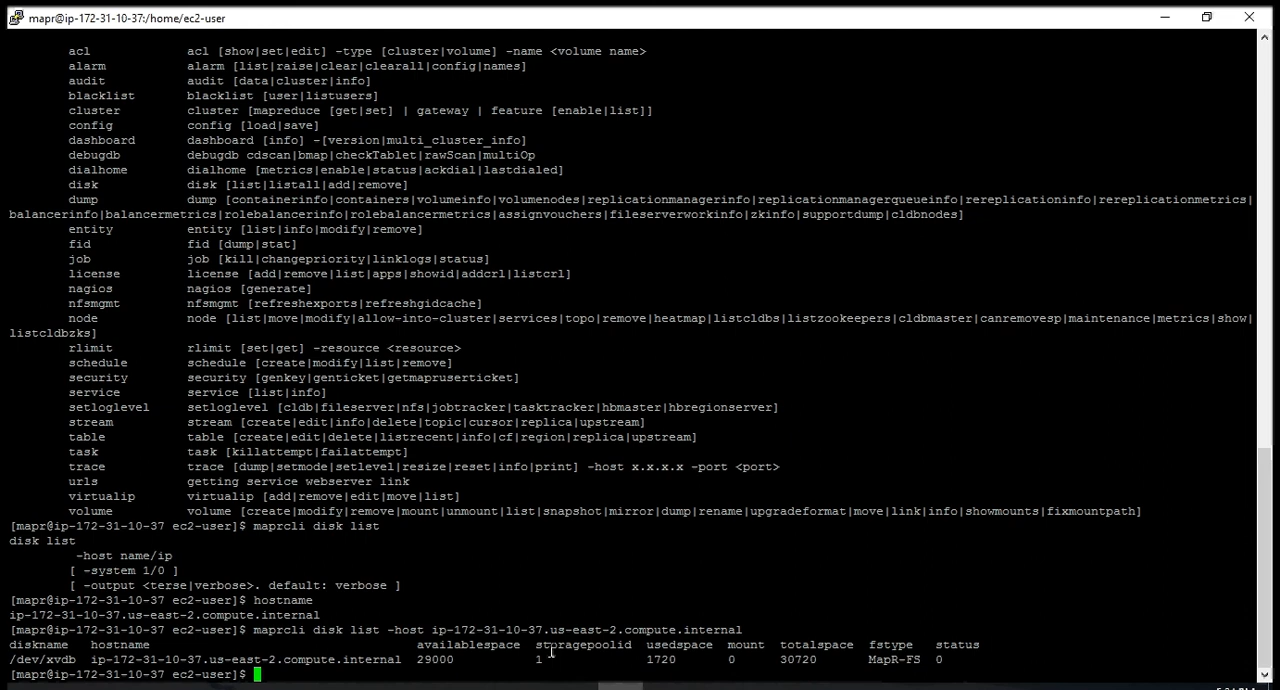 mapr@ip-172-31-10-37:/home/ec2-user
acl acl [show|set|edit] -type [cluster|volume] -name <volume name>
alarm alarm [list|raise|clear|clearall|config|names]
audit audit [data|cluster|info]
blacklist blacklist [user|listusers]
cluster cluster [mapreduce [get|set] | gateway | feature [enable|list]]
config config [load|save]
dashboard dashboard [info] -[version|multi_cluster_info]
debugdb debugdb cdscan|bmap|checkTablet|rawScan|multiOp
dialhome dialhome [metrics|enable|status|ackdial|lastdialed]
disk disk [list|listall|add|remove]
dump dump [containerinfo|containers|volumeinfo|volumenodes|replicationmanagerinfo|replicationmanagerqueueinfo|rereplicationinfo|rereplicationmetrics|
balancerinfo|balancermetrics|rolebalancerinfo|rolebalancermetrics|assignvouchers|fileserverworkinfo|zkinfo|supportdump|cldbnodes]
entity entity [list|info|modify|remove]
fid fid [dump|stat]
job job [kill|changepriority|linklogs|status]
license license [add|remove|list|apps|showid|addcrl|listcrl]
nagios nagios [generate]
nfsmgmt nfsmgmt [refreshexports|refreshgidcache]
node node [list|move|modify|allow-into-cluster|services|topo|remove|heatmap|listcldbs|listzookeepers|cldbmaster|canremovesp|maintenance|metrics|show|
listcldbzks]
rlimit rlimit [set|get] -resource <resource>
schedule schedule [create|modify|list|remove]
security security [genkey|genticket|getmapruserticket]
service service [list|info]
setloglevel setloglevel [cldb|fileserver|nfs|jobtracker|tasktracker|hbmaster|hbregionserver]
stream stream [create|edit|info|delete|topic|cursor|replica|upstream]
table table [create|edit|delete|listrecent|info|cf|region|replica|upstream]
task task [killattempt|failattempt]
trace trace [dump|setmode|setlevel|resize|reset|info|print] -host x.x.x.x -port <port>
urls getting service webserver link
virtualip virtualip [add|remove|edit|move|list]
volume volume [create|modify|remove|mount|unmount|list|snapshot|mirror|dump|rename|upgradeformat|move|link|info|showmounts|fixmountpath]
[mapr@ip-172-31-10-37 ec2-user]$ maprcli disk list
disk list
-host name/ip
[ -system 1/0 ]
[ -output <terse|verbose>. default: verbose ]
[mapr@ip-172-31-10-37 ec2-user]$ hostname
ip-172-31-10-37.us-east-2.compute.internal
[mapr@ip-172-31-10-37 ec2-user]$ maprcli disk list -host ip-172-31-10-37.us-east-2.compute.internal
diskname hostname availablespace storagepoolid usedspace mount totalspace fstype status
/dev/xvdb ip-172-31-10-37.us-east-2.compute.internal 29000 1 1720 0 30720 MapR-FS 0
[mapr@ip-172-31-10-37 ec2-user]$